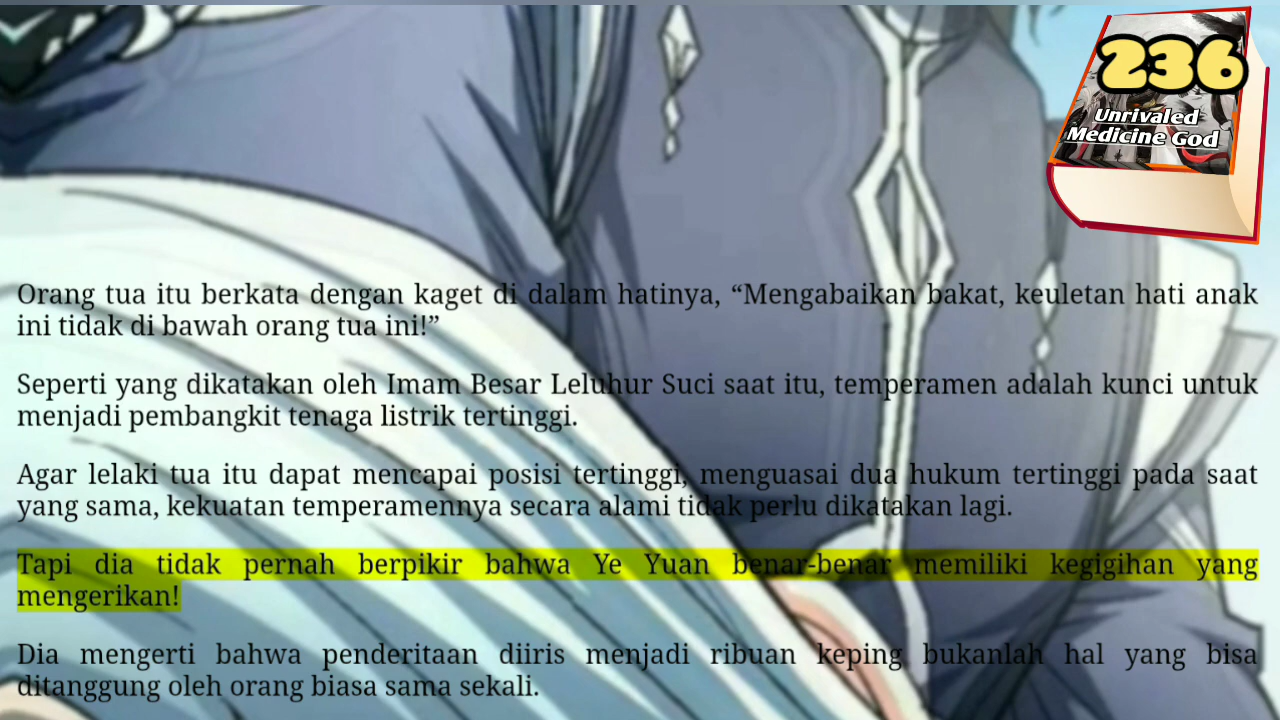 236
Unrivaled
Medicine God
Orang tua itu berkata dengan kaget di dalam hatinya, “Mengabaikan bakat, keuletan hati anak
ini tidak di bawah orang tua ini!”
Seperti yang dikatakan oleh Imam Besar Leluhur Suci saat itu, temperamen adalah kunci untuk
menjadi pembangkit tenaga listrik tertinggi.
Agar lelaki tua itu dapat mencapai posisi tertinggi, menguasai dua hukum tertinggi pada saat
yang sama, kekuatan temperamennya secara alami tidak perlu dikatakan lagi.
Tapi dia tidak pernah berpikir bahwa Ye Yuan benar-benar memiliki kegigihan yang
mengerikan!
Dia mengerti bahwa penderitaan diiris menjadi ribuan keping bukanlah hal yang bisa
ditanggung oleh orang biasa sama sekali.